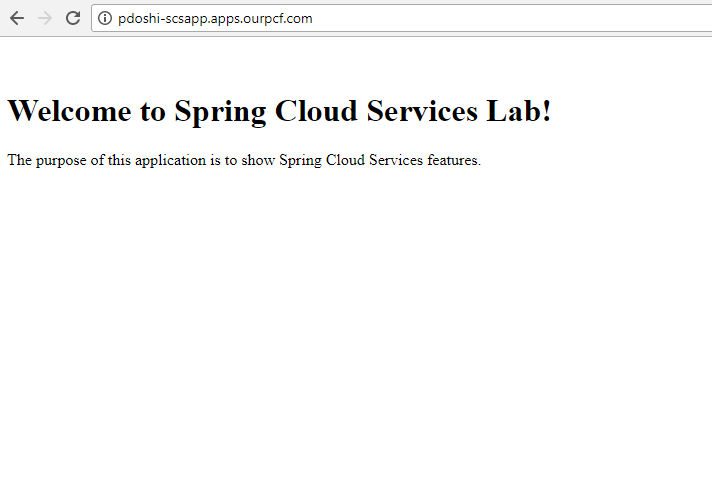 pdoshi-scsapp.apps.ourpcf.com
Welcome to Spring Cloud Services Lab!
The purpose of this application is to show Spring Cloud Services features.